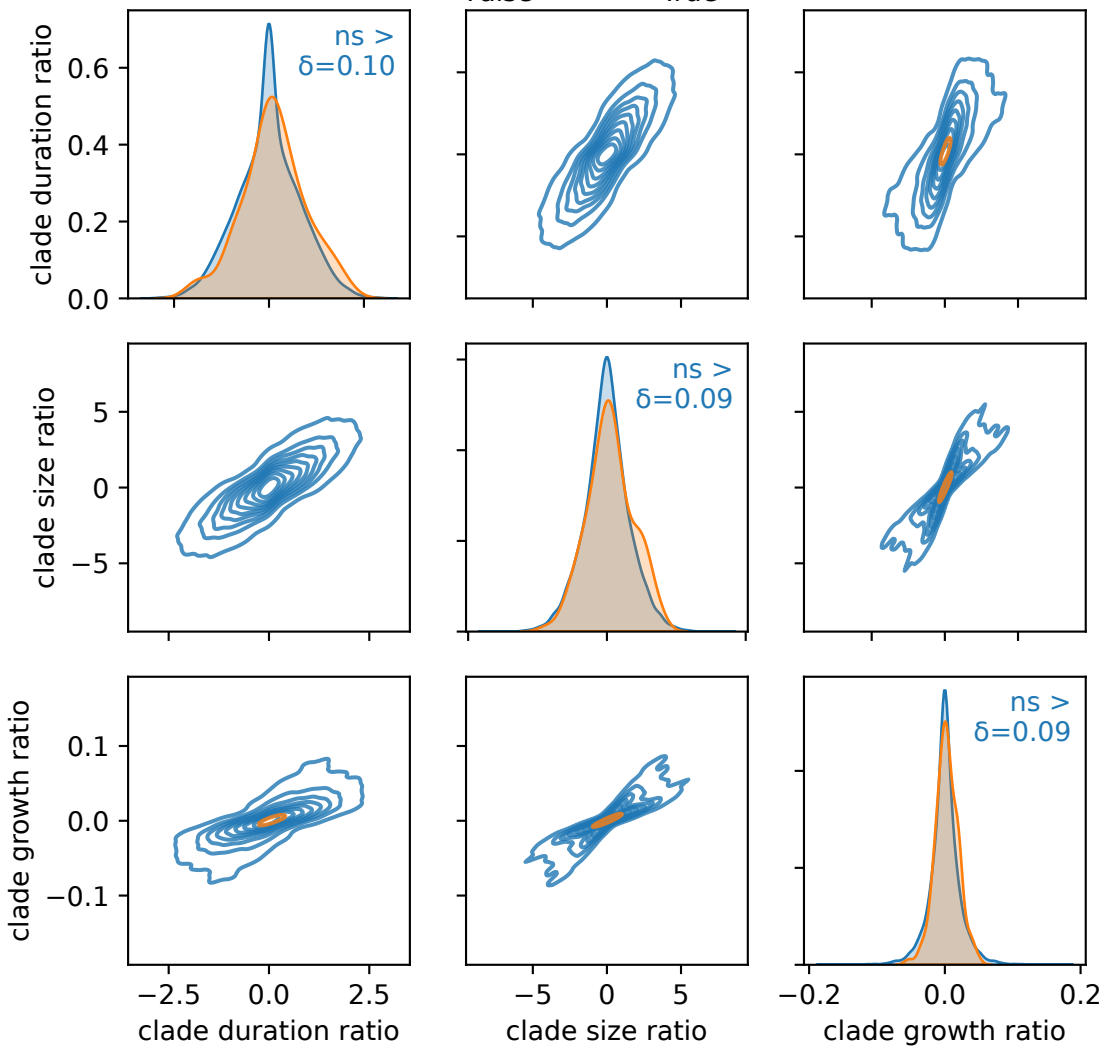 clade duration ratio
0.6
0.4
0.2
0.0
ns >
δ=0.10
clade size ratio
5
0
−5
ns >
δ=0.09
clade growth ratio
0.1
0.0
−0.1
ns >
δ=0.09
−2.5 0.0 2.5
clade duration ratio
−5 0 5
clade size ratio
−0.2 0.0 0.2
clade growth ratio